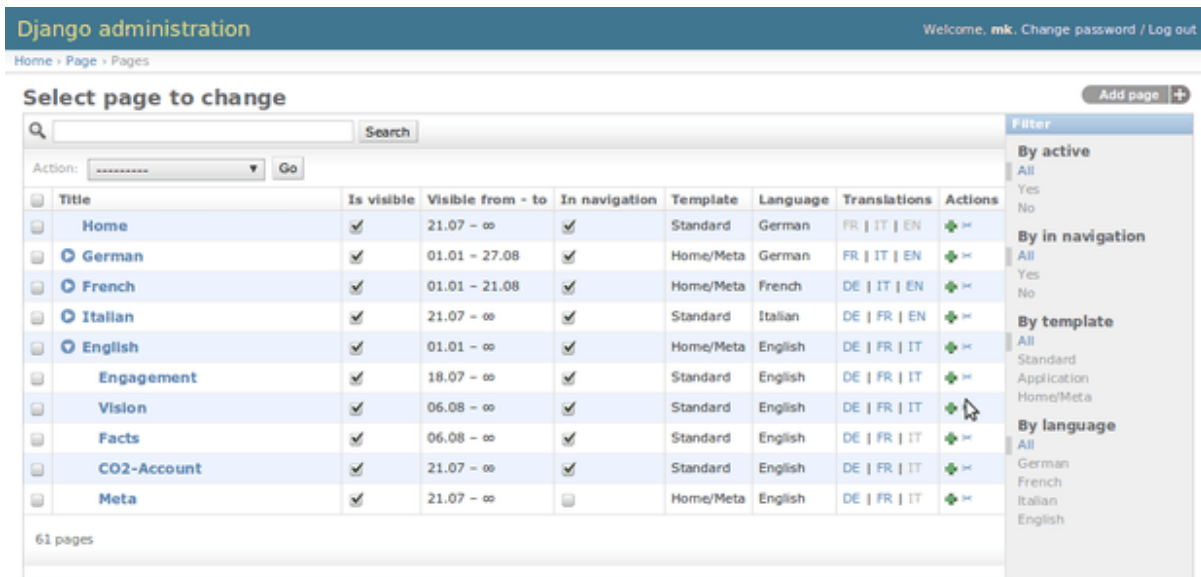 Django administration
Welcome, mk. Change password / Log out
Home › Page › Pages
Select page to change
Add page
Search
Action: --------- Go
Title Is visible Visible from - to In navigation Template Language Translations Actions
Home 21.07 – ∞ Standard German FR | IT | EN
German 01.01 – 27.08 Home/Meta German FR | IT | EN
French 01.01 – 21.08 Home/Meta French DE | IT | EN
Italian 21.07 – ∞ Standard Italian DE | FR | EN
English 01.01 – ∞ Home/Meta English DE | FR | IT
Engagement 18.07 – ∞ Standard English DE | FR | IT
Vision 06.08 – ∞ Standard English DE | FR | IT
Facts 06.08 – ∞ Standard English DE | FR | IT
CO2-Account 21.07 – ∞ Standard English DE | FR | IT
Meta 21.07 – ∞ Home/Meta English DE | FR | IT
61 pages
Filter
By active
All
Yes
No
By in navigation
All
Yes
No
By template
All
Standard
Application
Home/Meta
By language
All
German
French
Italian
English